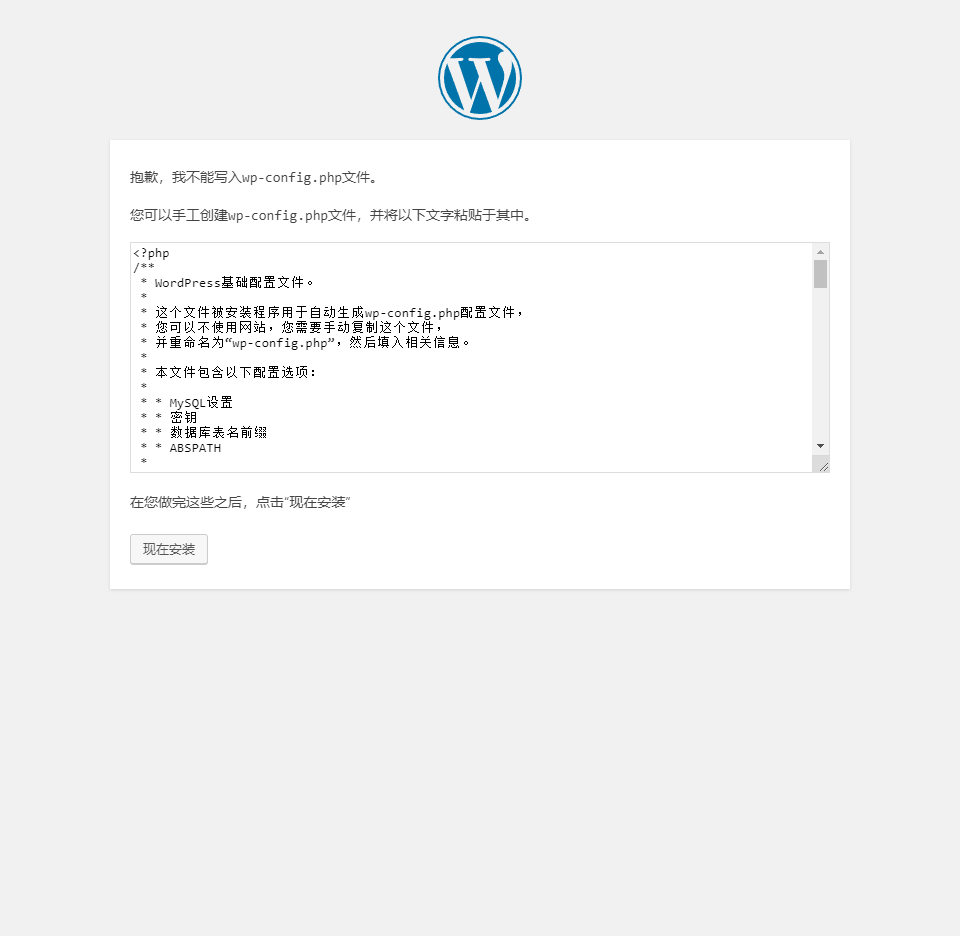 W
抱歉，我不能写入wp-config.php文件。
您可以手工创建wp-config.php文件，并将以下文字粘贴于其中。
<?php
/**
 * WordPress基础配置文件。
 *
 * 这个文件被安装程序用于自动生成wp-config.php配置文件，
 * 您可以不使用网站，您需要手动复制这个文件，
 * 并重命名为“wp-config.php”，然后填入相关信息。
 *
 * 本文件包含以下配置选项：
 *
 * * MySQL设置
 * * 密钥
 * * 数据库表名前缀
 * * ABSPATH
 *
在您做完这些之后，点击“现在安装”
现在安装